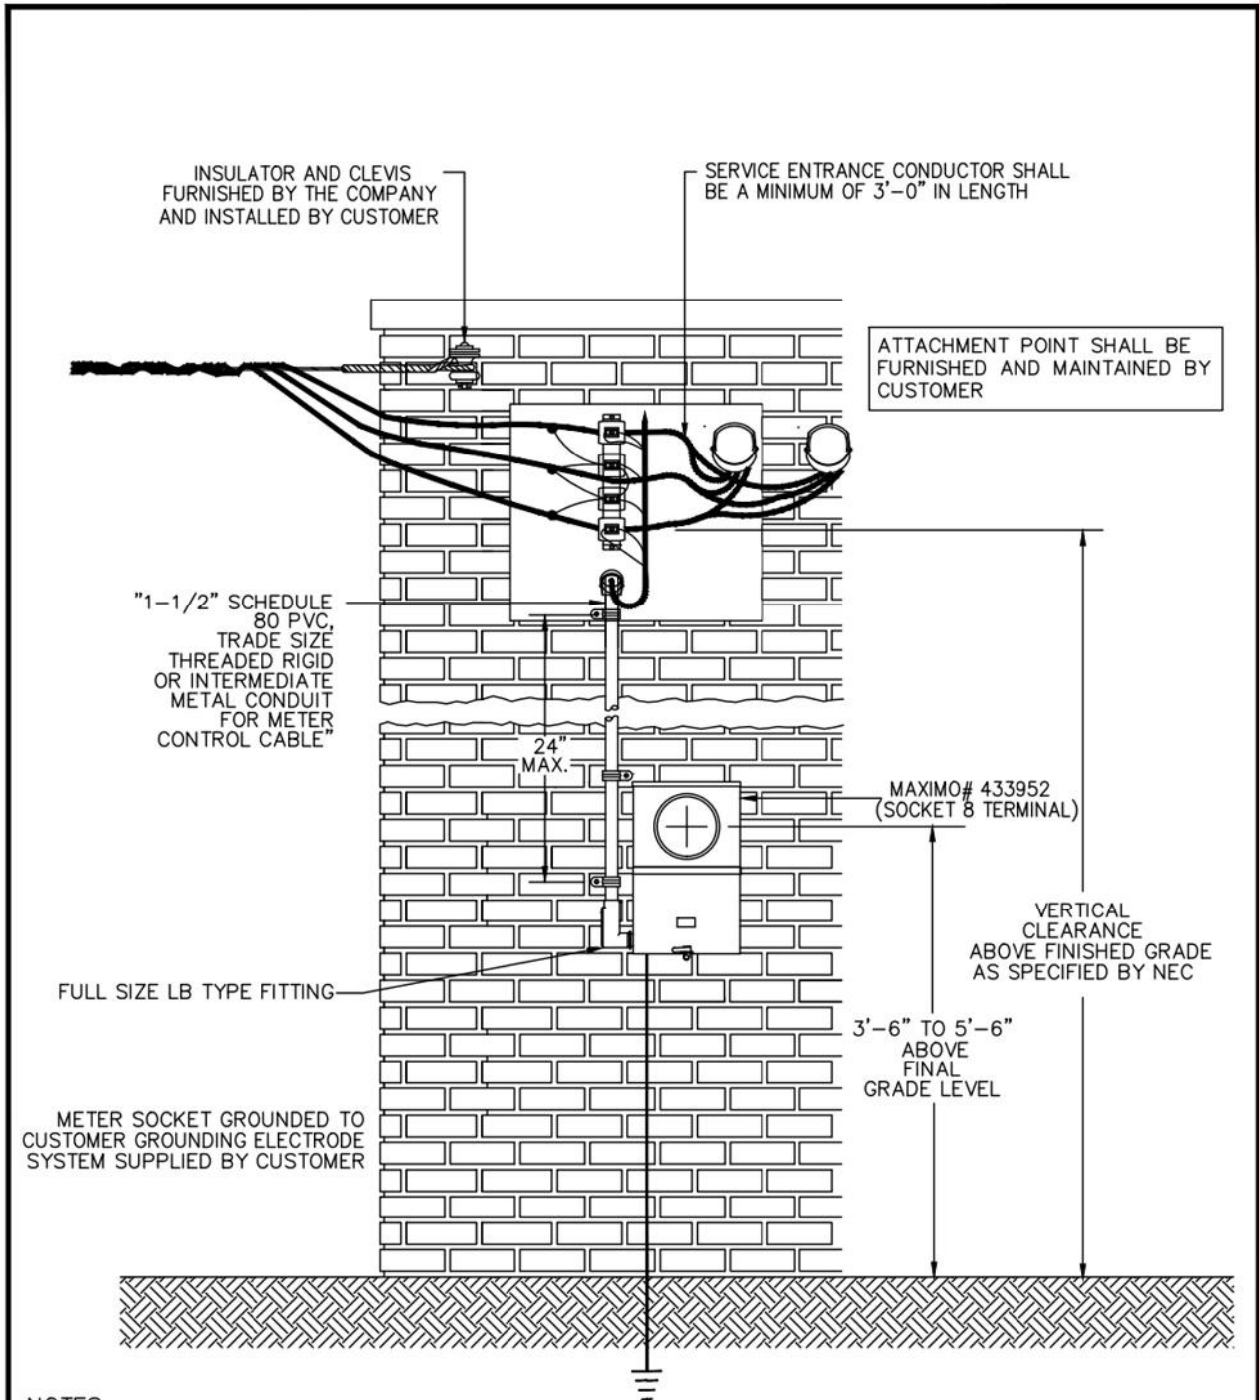 INSULATOR AND CLEVIS
FURNISHED BY THE COMPANY
AND INSTALLED BY CUSTOMER
SERVICE ENTRANCE CONDUCTOR SHALL
BE A MINIMUM OF 3'-0" IN LENGTH
ATTACHMENT POINT SHALL BE
FURNISHED AND MAINTAINED BY
CUSTOMER
"1-1/2" SCHEDULE
80 PVC,
TRADE SIZE
THREADED RIGID
OR INTERMEDIATE
METAL CONDUIT
FOR METER
CONTROL CABLE"
24"
MAX.
MAXIMO# 433952
(SOCKET 8 TERMINAL)
VERTICAL
CLEARANCE
ABOVE FINISHED GRADE
AS SPECIFIED BY NEC
FULL SIZE LB TYPE FITTING
3'-6" TO 5'-6"
ABOVE
FINAL
GRADE LEVEL
METER SOCKET GROUNDED TO
CUSTOMER GROUNDING ELECTRODE
SYSTEM SUPPLIED BY CUSTOMER